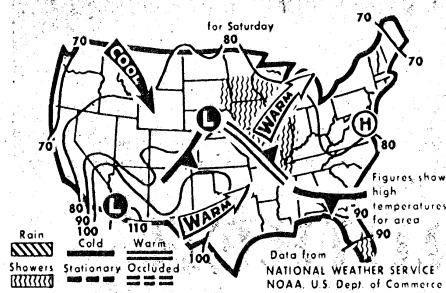 for Saturday
70
70
80
70
COOL
L
WARM
H
70
80
Figures show
high
temperatures
for area
80
90
100
L
110
WARM
100
90
90
Rain
Cold
Warm
Showers
Stationary
Occluded
Data from
NATIONAL WEATHER SERVICE
NOAA, U.S. Dept. of Commerce